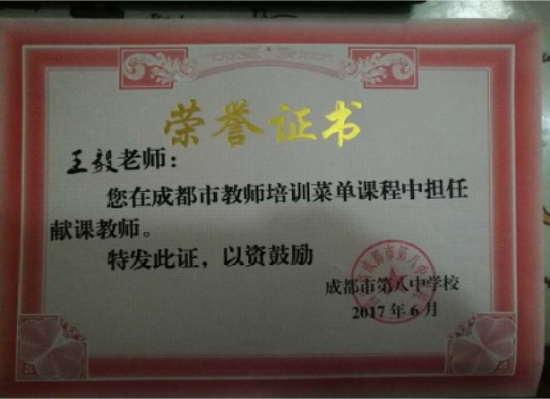 荣誉证书
王毅老师：
您在成都市教师培训菜单课程中担任
献课教师。
特发此证，以资鼓励
成都市第八中学校
2017年6月